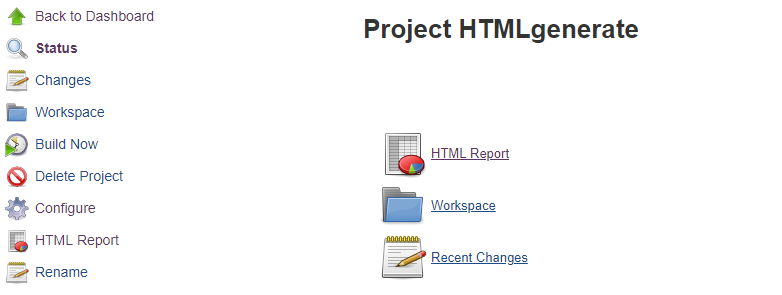 Back to Dashboard
Status
Changes
Workspace
Build Now
Delete Project
Configure
HTML Report
Rename
Project HTMLgenerate
HTML Report
Workspace
Recent Changes